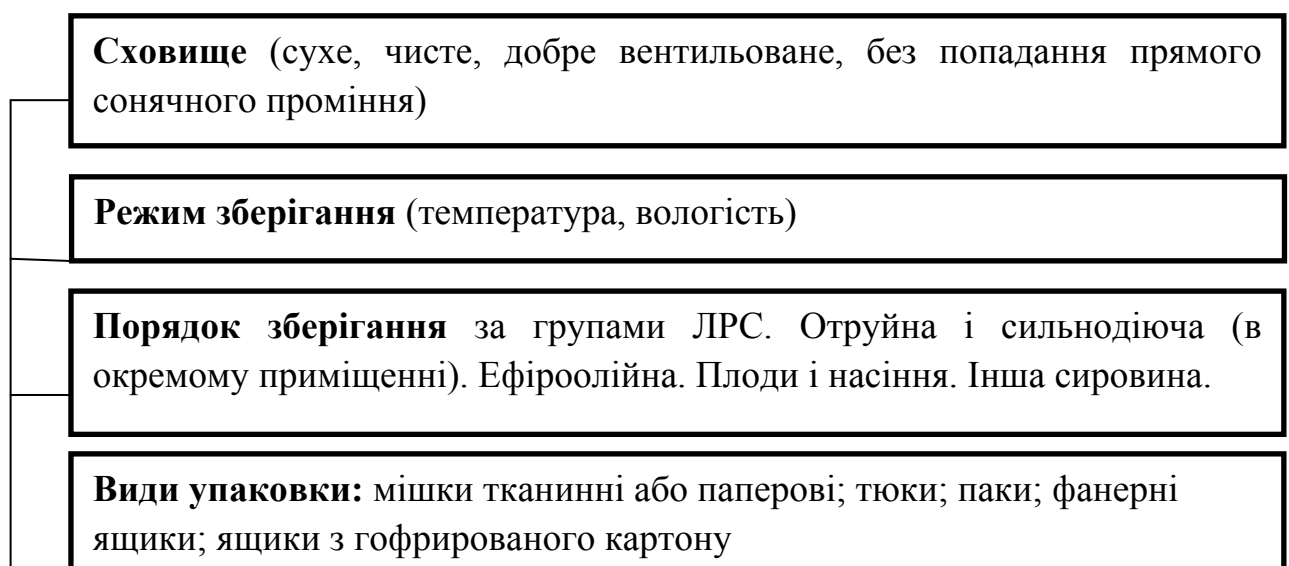 Сховище (сухе, чисте, добре вентильоване, без попадання прямого
сонячного проміння)
Режим зберігання (температура, вологість)
Порядок зберігання за групами ЛРС. Отруйна і сильнодіюча (в
окремому приміщенні). Ефіроолійна. Плоди і насіння. Інша сировина.
Види упаковки: мішки тканинні або паперові; тюки; паки; фанерні
ящики; ящики з гофрированого картону